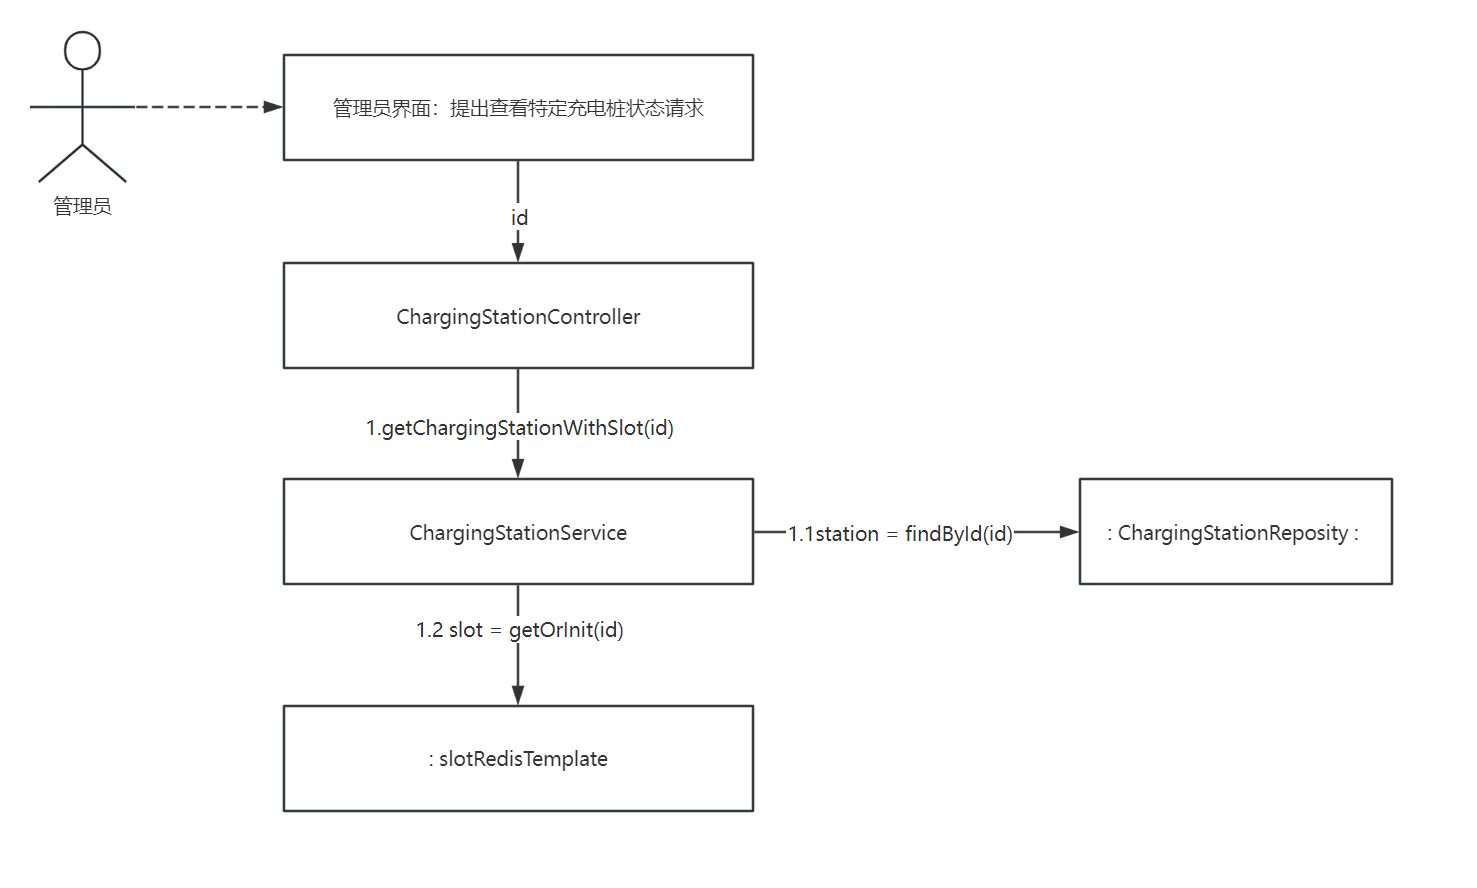 管理员界面：提出查看特定充电桩状态请求
管理员
id
ChargingStationController
1.getChargingStationWithSlot(id)
ChargingStationService
1.1station = findById(id)
: ChargingStationReposity :
1.2 slot = getOrInit(id)
: slotRedisTemplate